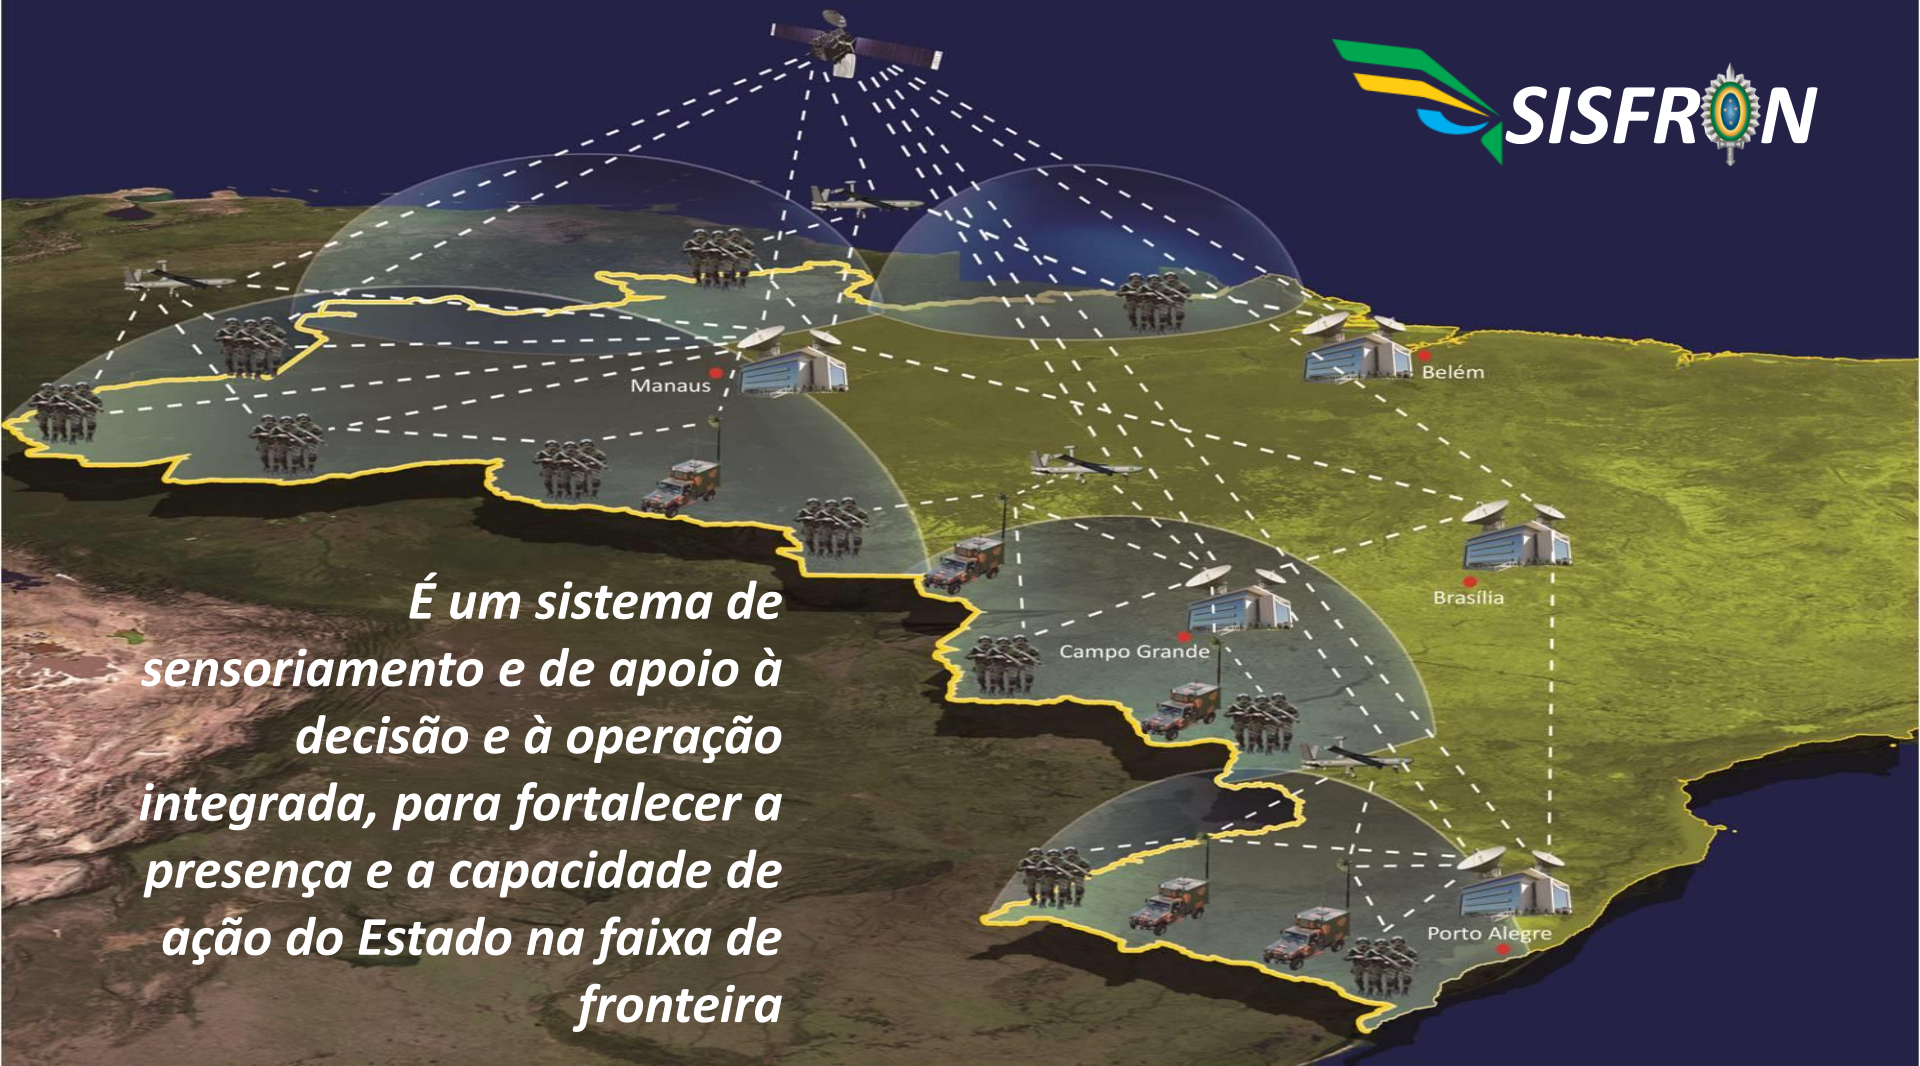 SISFRON
Manaus
Belém
Brasília
Campo Grande
Porto Alegre
É um sistema de
sensoriamento e de apoio à
decisão e à operação
integrada, para fortalecer a
presença e a capacidade de
ação do Estado na faixa de
fronteira